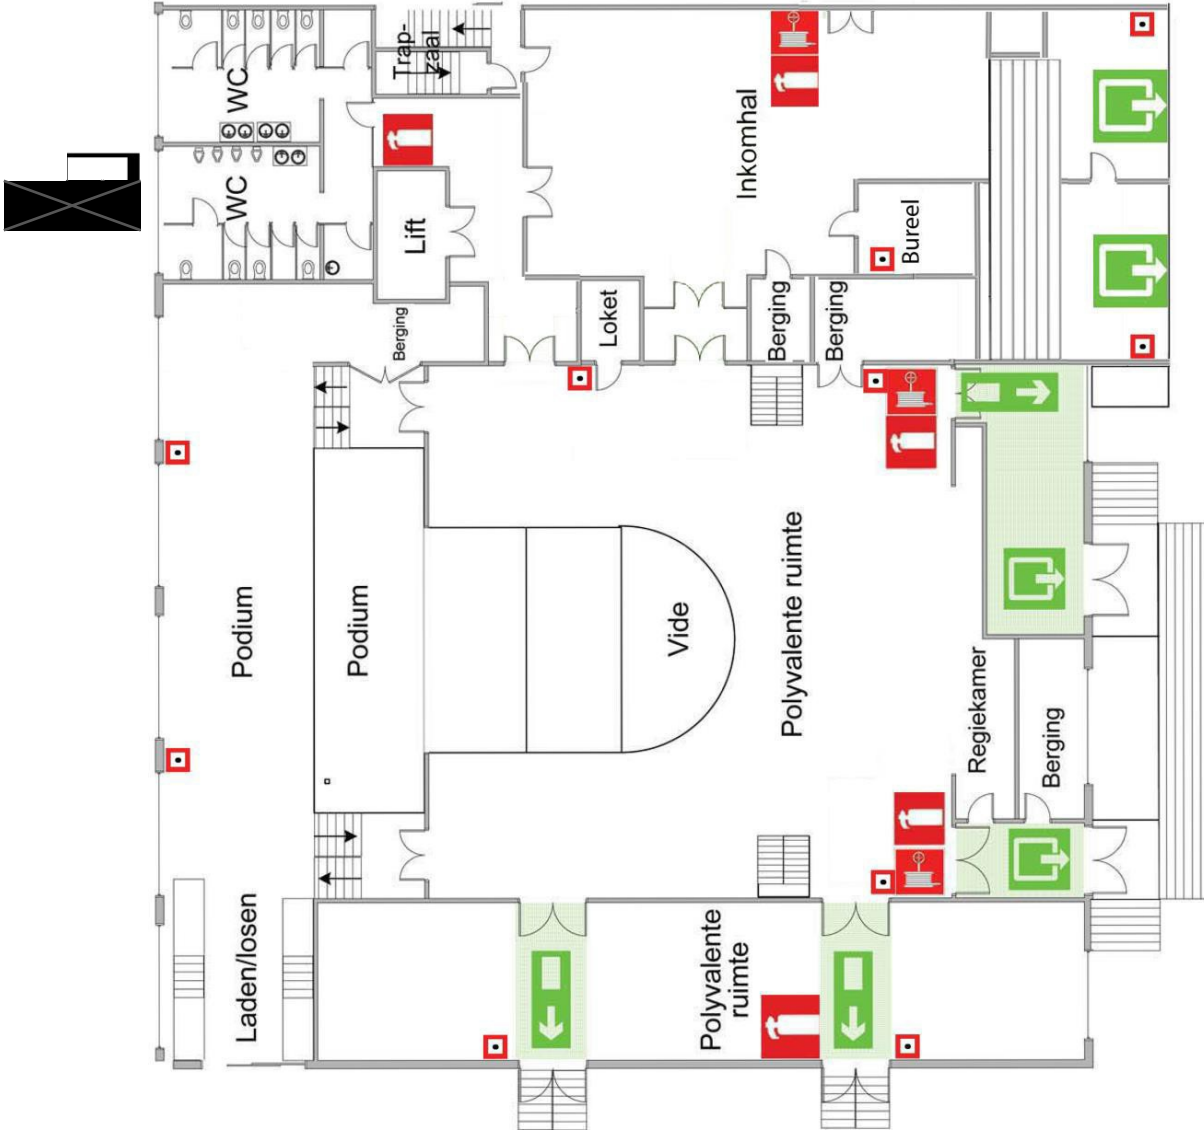 Trap-
zaal
WC
WC
Lift
Inkomhal
Bureel
Berging
Loket
Berging
Berging
Podium
Podium
Vide
Polyvalente ruimte
Regiekamer
Berging
Laden/losen
Polyvalente
ruimte